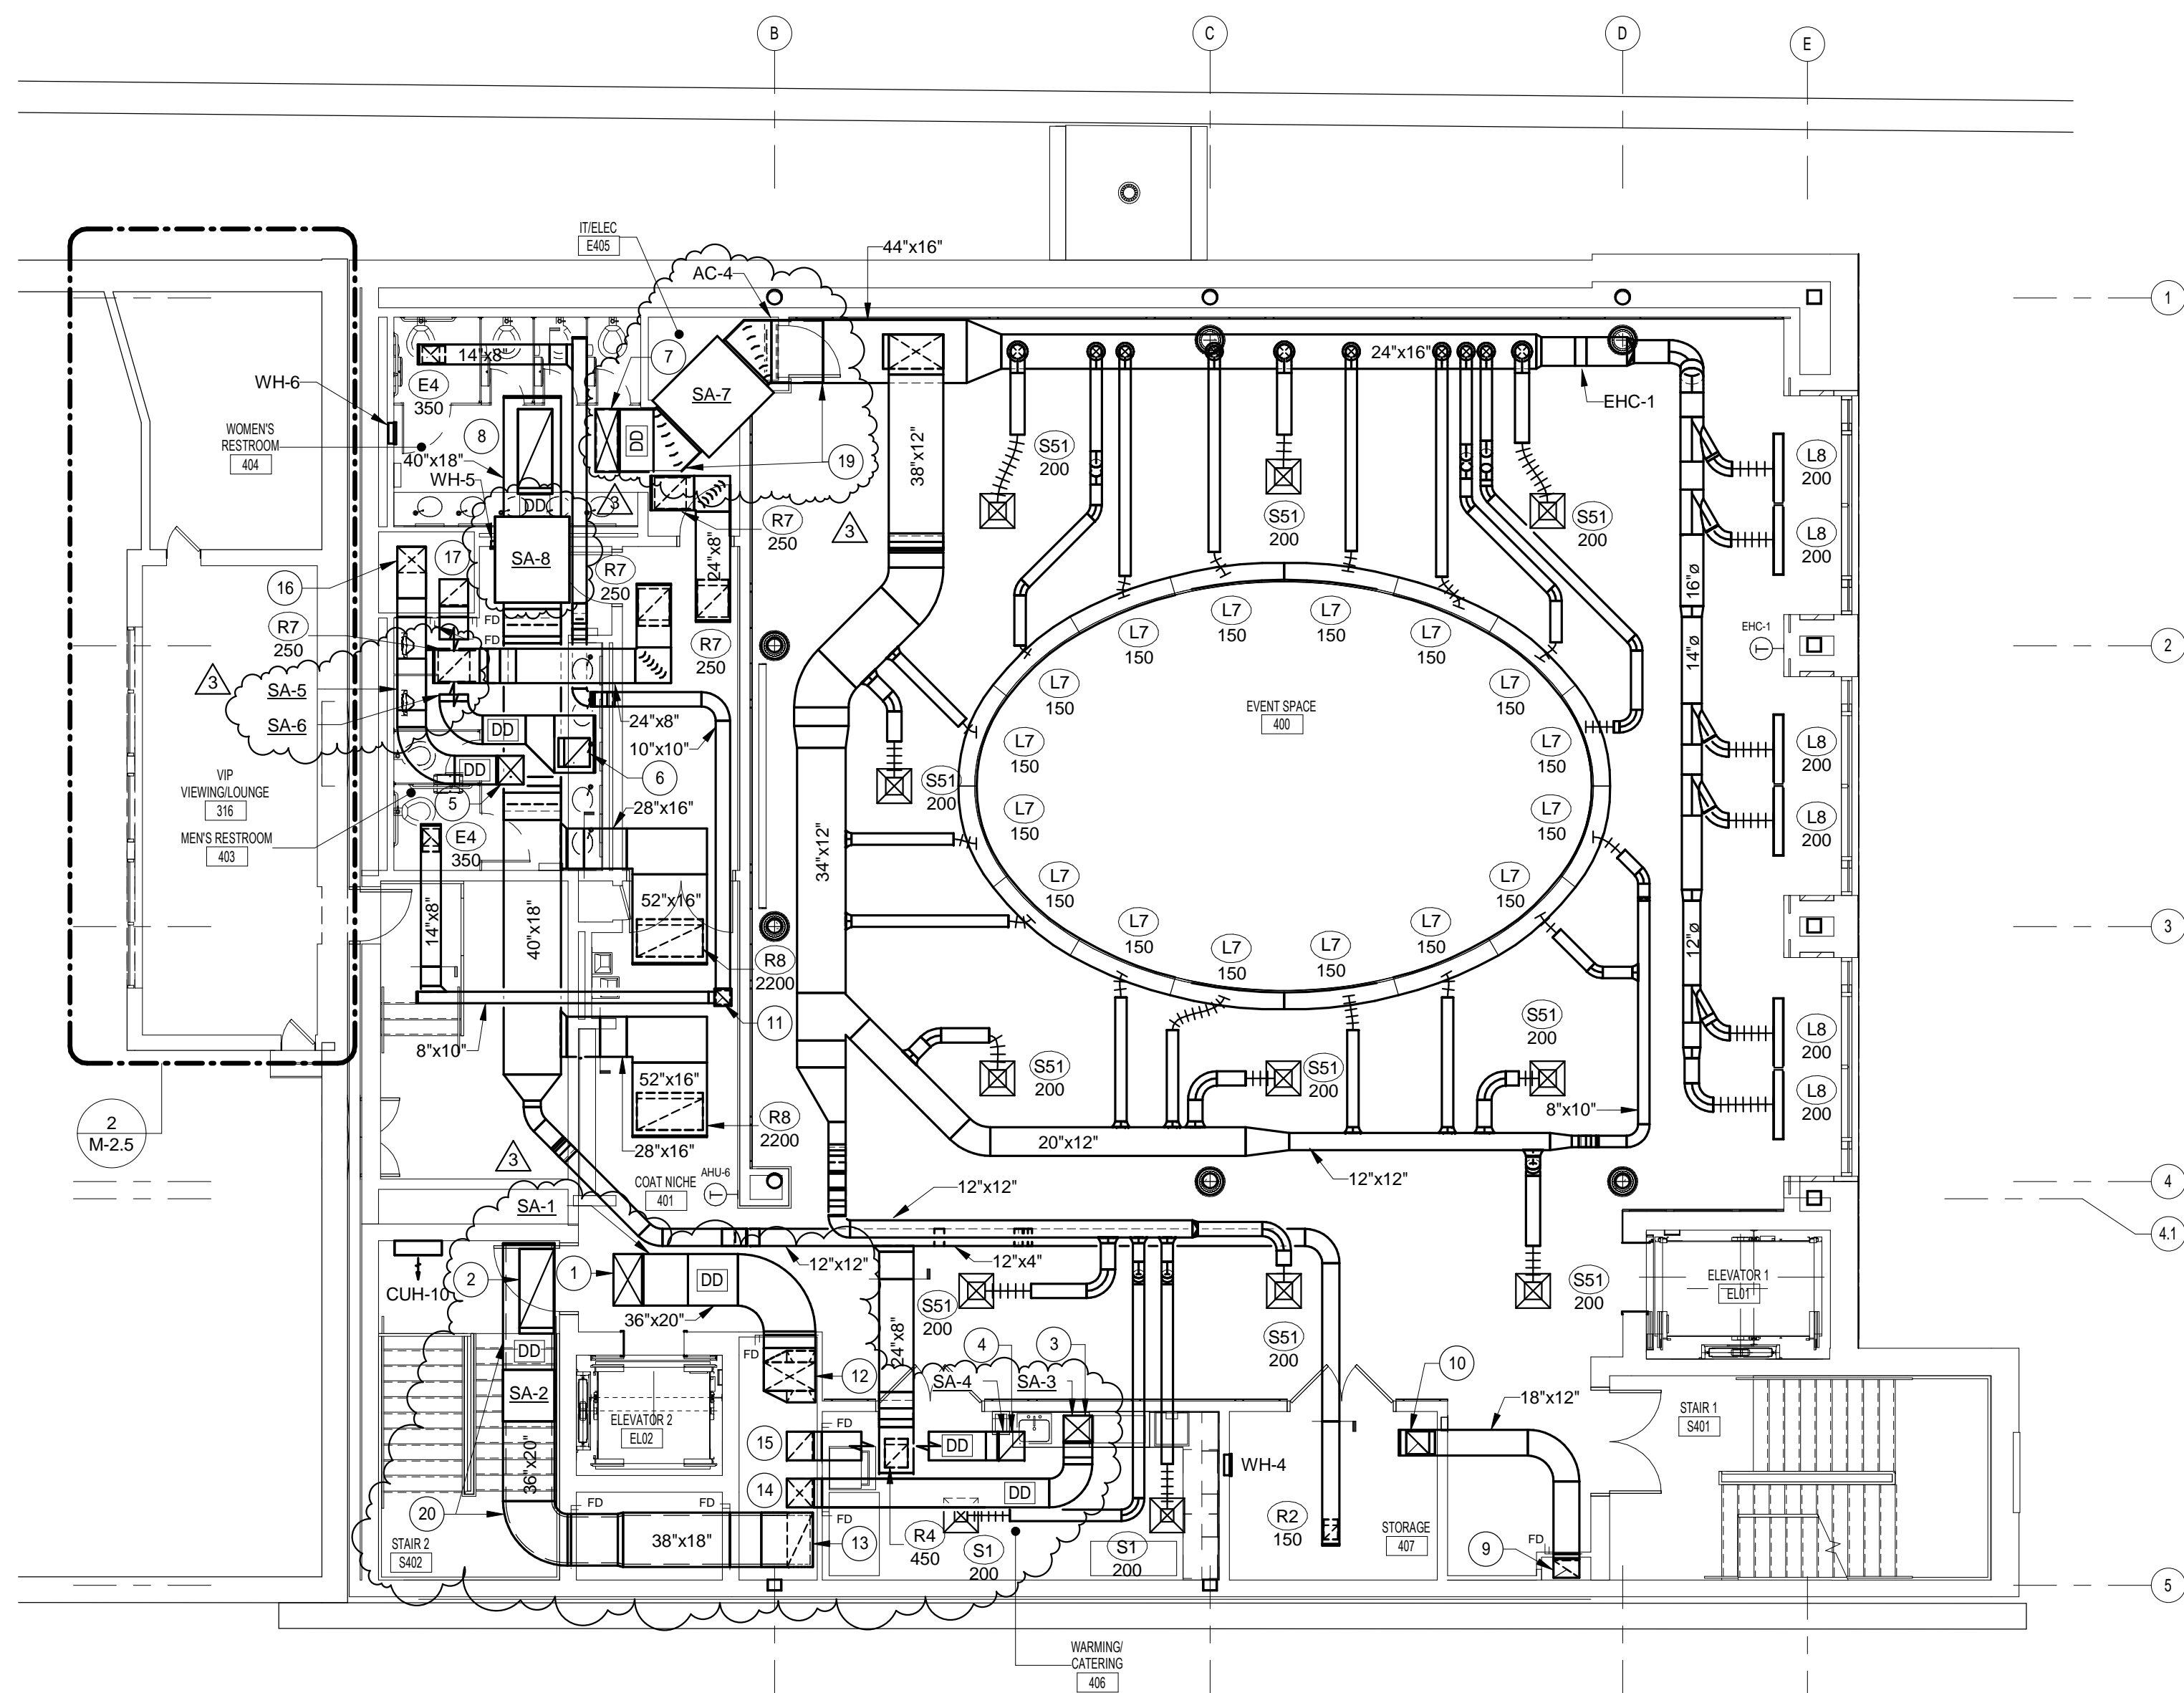 B
C
D
E
IT/ELEC
E405
AC-4
44"x16"
1
14"x8"
7
SA-7
24"x16"
EHC-1
WH-6
E4
350
WOMEN'S
RESTROOM
404
8
DD
19
38"x12"
S51
200
L8
200
40"x18"
WH-5
DD
3
R7
250
3
S51
200
S51
200
L8
200
17
SA-8
R7
250
24"x8"
16
16"ø
FD
FD
L7
150
L7
150
L7
150
L7
150
EHC-1
T
2
R7
250
R7
250
14"ø
3
SA-5
SA-6
L7
150
L7
150
24"x8"
EVENT SPACE
400
DD
10"x10"
L7
150
L7
150
L8
200
VIP
VIEWING/LOUNGE
316
DD
6
S51
200
5
28"x16"
L7
150
L7
150
L8
200
MEN'S RESTROOM
403
E4
350
34"x12"
52"x16"
L7
150
L7
150
14"x8"
40"x18"
L7
150
L7
150
L7
150
L7
150
12"ø
3
R8
2200
11
S51
200
L8
200
8"x10"
52"x16"
S51
200
S51
200
L8
200
2
M-2.5
R8
2200
8"x10"
28"x16"
20"x12"
3
AHU-6
T
COAT NICHE
401
12"x12"
12"x12"
4
SA-1
4.1
2
1
DD
12"x12"
12"x4"
CUH-10
S51
200
S51
200
ELEVATOR 1
EL01
36"x20"
24"x8"
S51
200
DD
FD
4
3
10
12
SA-4
SA-3
18"x12"
SA-2
STAIR 1
S401
ELEVATOR 2
EL02
FD
15
DD
36"x20"
WH-4
14
DD
20
FD
FD
FD
R2
150
STORAGE
407
38"x18"
13
R4
450
S1
200
S1
200
FD
9
STAIR 2
S402
5
WARMING/
CATERING
406